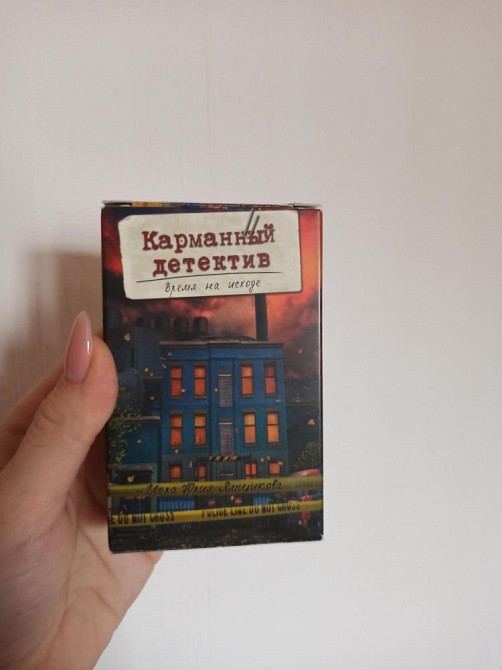 Карманный
детектив
Время на исходе
Игра Юрия Ямщикова
E DO NOT CROSS POLICE LINE DO NOT CROSS